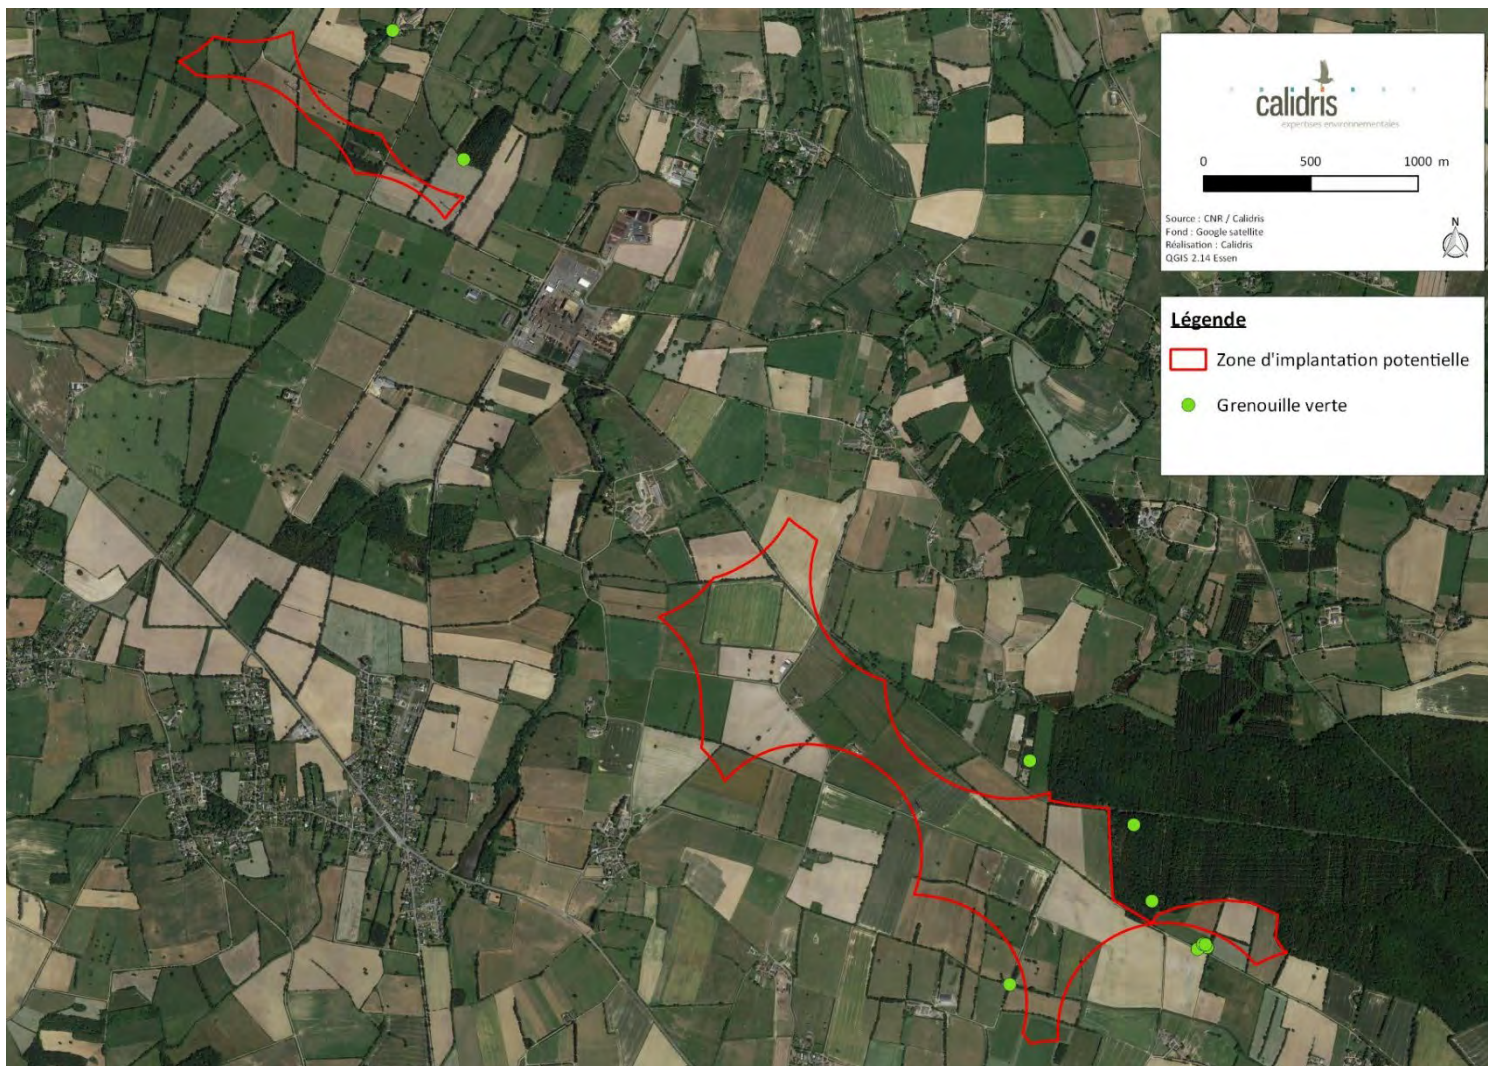 calidris
expertises environnementales
0 500 1000 m
Source : CNR / Calidris
Fond : Google satellite
Réalisation : Calidris
QGIS 2.14 Essen
N
Légende
Zone d'implantation potentielle
Grenouille verte